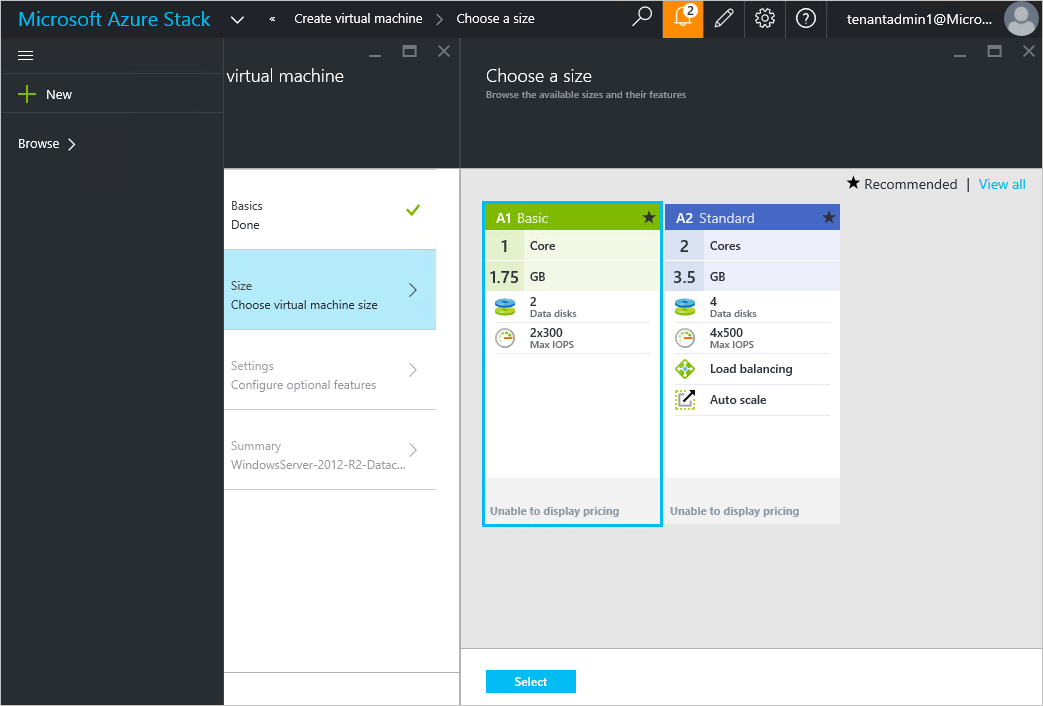 Microsoft Azure Stack
« Create virtual machine > Choose a size
2
tenantadmin1@Micro...
New
Browse
virtual machine
Basics
Done
Size
Choose virtual machine size
Settings
Configure optional features
Summary
WindowsServer-2012-R2-Datac...
Choose a size
Browse the available sizes and their features
★ Recommended | View all
A1 Basic ★
1 Core
1.75 GB
2
Data disks
2x300
Max IOPS
Unable to display pricing
A2 Standard ★
2 Cores
3.5 GB
4
Data disks
4x500
Max IOPS
Load balancing
Auto scale
Unable to display pricing
Select